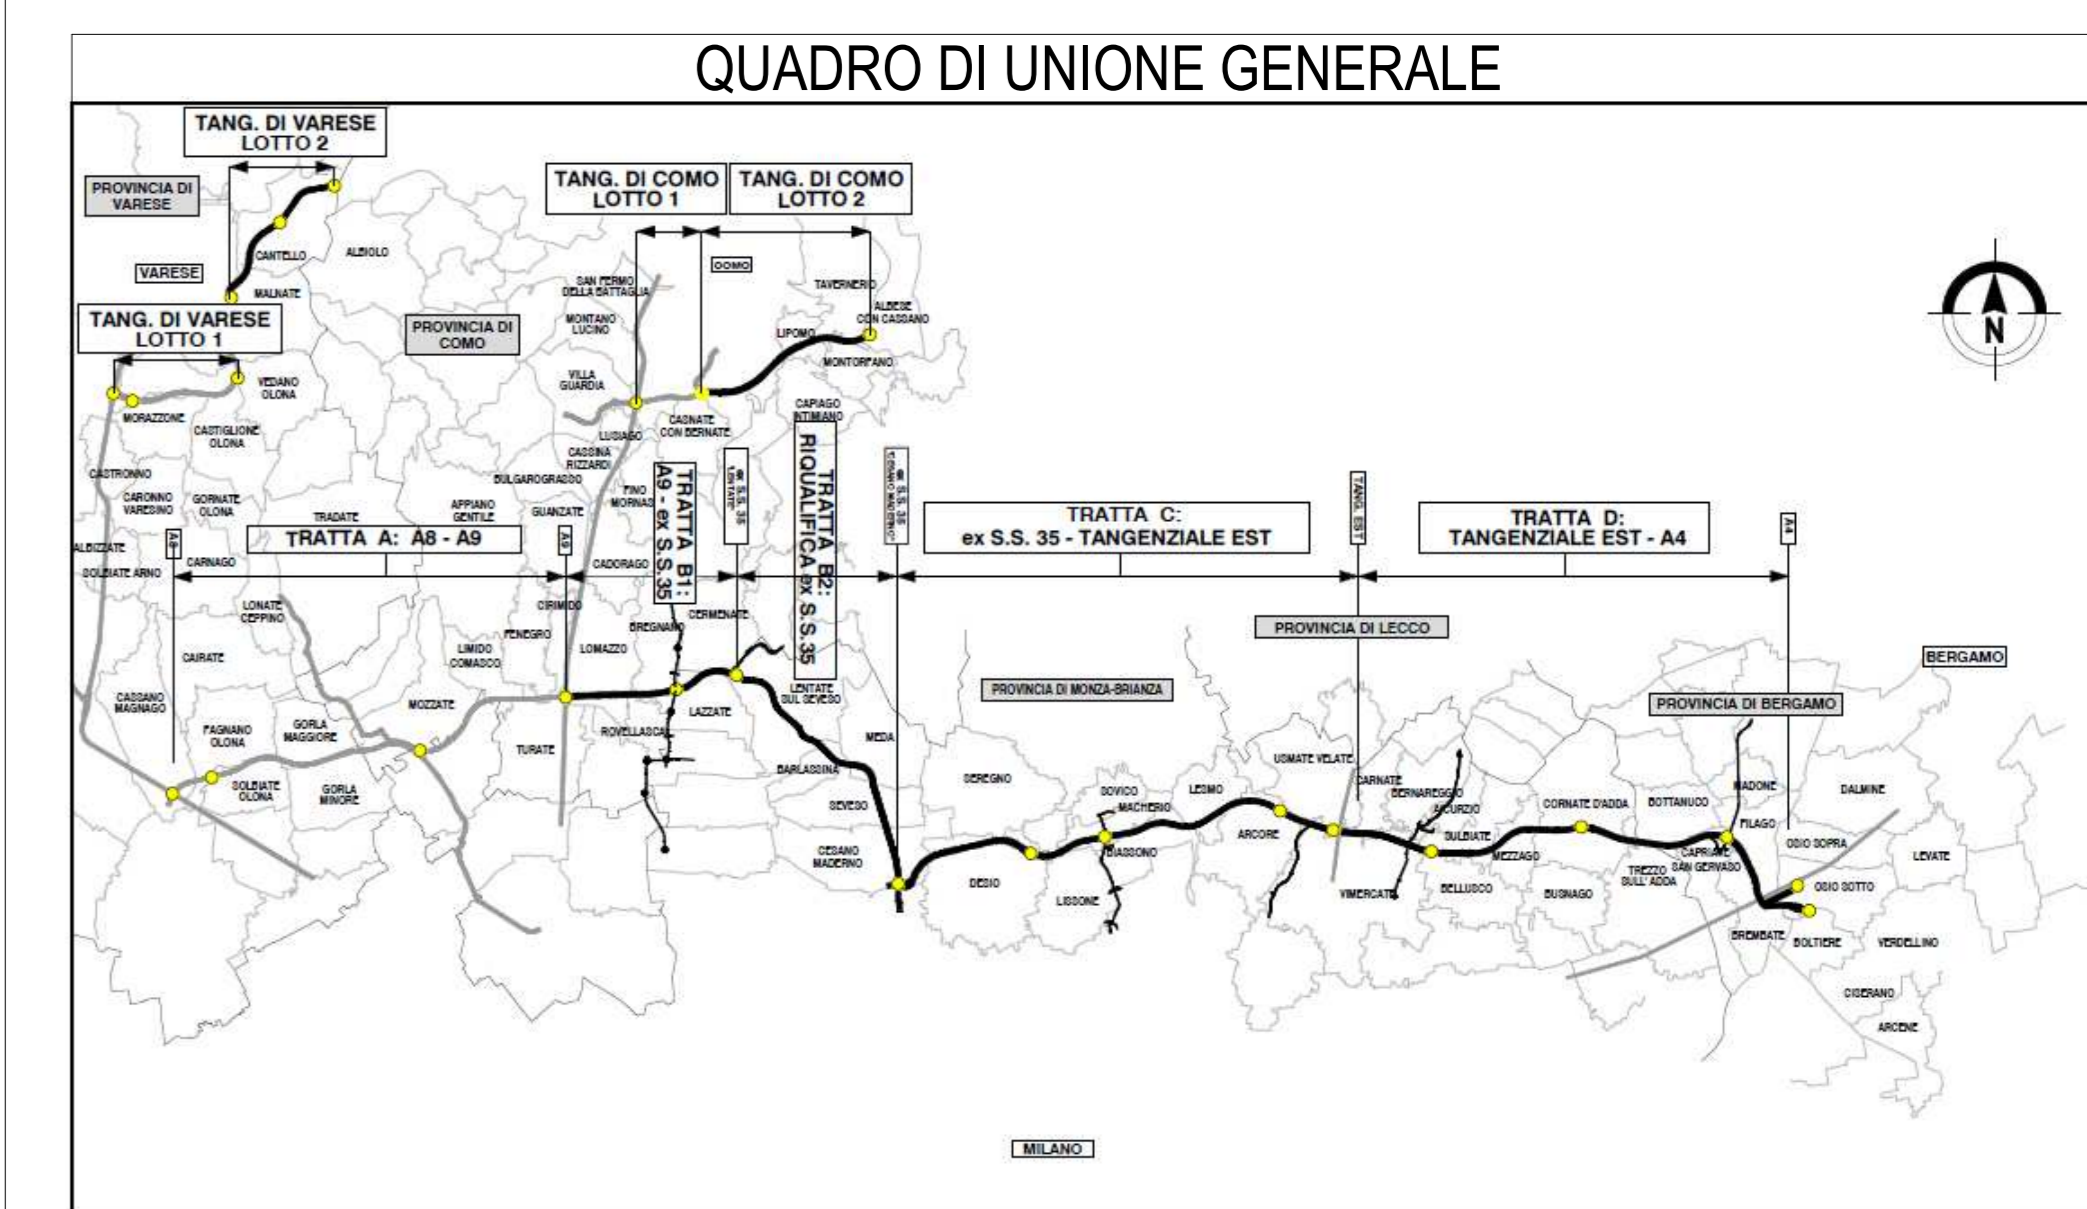 QUADRO DI UNIONE GENERALE
TANG. DI VARESE
LOTTO 2
PROVINCIA DI
VARESE
TANG. DI COMO
LOTTO 1
TANG. DI COMO
LOTTO 2
CANTELLO
ALBIOLO
VARESE
MALNATE
COMO
SAN FERMO
DELLA BATTAGLIA
TAVERNERIO
ALBESE
CON CASSANO
TANG. DI VARESE
LOTTO 1
PROVINCIA DI
COMO
MONTANO
LUCINO
LIPOMO
MONTORFANO
N
VILLA
GUARDIA
VEDANO
OLONA
MORAZZONE
CASTIGLIONE
OLONA
CASNATE
CON BERNATE
CAPIAGO
INTIMIANO
LUSIAGO
CASSINA
RIZZARDI
CASTRONNO
CARONNO
VARESINO
GORNATE
OLONA
TRADATE
APPIANO
GENTILE
BULGAROGRASSO
GUANZATE
FINO
MORNAS
TRATTA A: A8 - A9
A8
A9
TRATTA B1:
A9 - ex S.S.35
ex S.S. 35
"LENTATE"
TRATTA B2:
RIQUALIFICA ex S.S.35
ex S.S. 35
"CESANO MADERNO"
TRATTA C:
ex S.S. 35 - TANGENZIALE EST
TANG. EST
TRATTA D:
TANGENZIALE EST - A4
A4
ALBIZZATE
SOLBIATE ARNO
CARNAGO
CADORAGO
LONATE
CEPPINO
CIRIMIDO
FENEGRO
BREGNANO
CERMENATE
PROVINCIA DI LECCO
CAIRATE
LIMIDO
COMASCO
LOMAZZO
BERGAMO
CASSANO
MAGNAGO
MOZZATE
LAZZATE
LENTATE
SUL SEVESO
PROVINCIA DI MONZA-BRIANZA
PROVINCIA DI BERGAMO
FAGNANO
OLONA
GORLA
MAGGIORE
TURATE
ROVELLASCA
MEDA
SOLBIATE
OLONA
GORLA
MINORE
BARLASSINA
SEVESO
SEREGNO
SOVICO
MACHERIO
LESMO
USMATE VELATE
CARNATE
BERNAREGGIO
AICURZIO
SULBIATE
CORNATE D'ADDA
BOTTANUCO
MADONE
DALMINE
FILAGO
CESANO
MADERNO
DESIO
BIASSONO
LISSONE
ARCORE
VIMERCATE
MEZZAGO
BELLUSCO
BUSNAGO
TREZZO
SULL' ADDA
CAPRIATE
SAN GERVASO
OSIO SOPRA
LEVATE
OSIO SOTTO
BREMBATE
BOLTIERE
VERDELLINO
CISERANO
ARCENE
MILANO